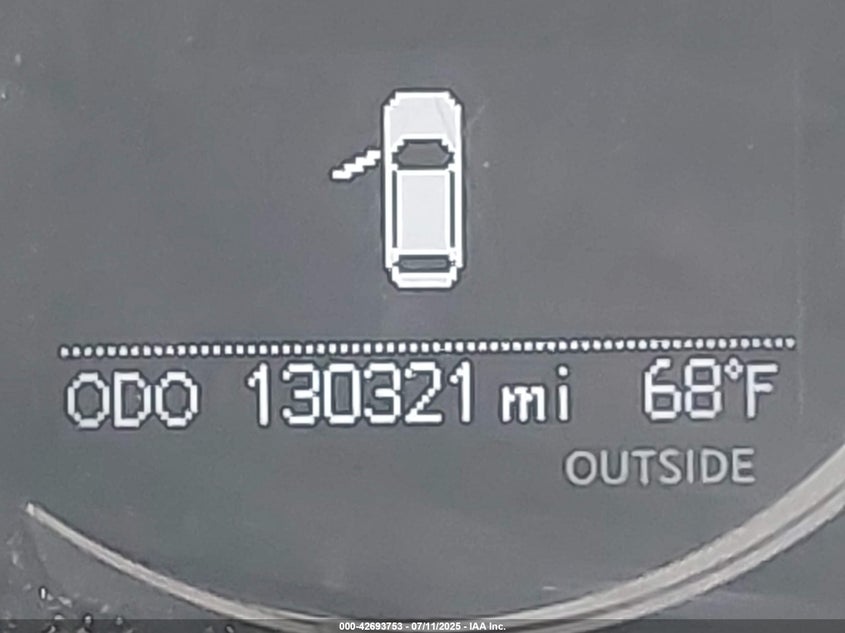 ODO 130321 mi 68°F
OUTSIDE
000-42693753 - 07/11/2025 - IAA Inc.